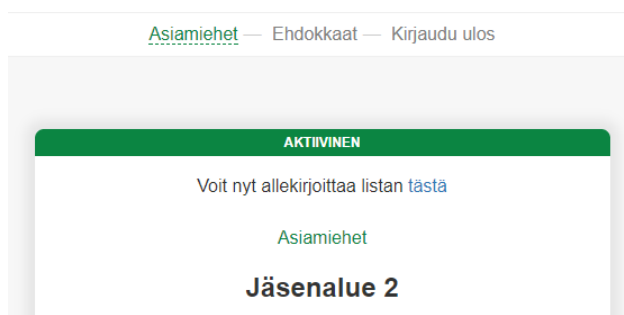 Asiamiehet — Ehdokkaat — Kirjaudu ulos
AKTIIVINEN
Voit nyt allekirjoittaa listan tästä
Asiamiehet
Jäsenalue 2